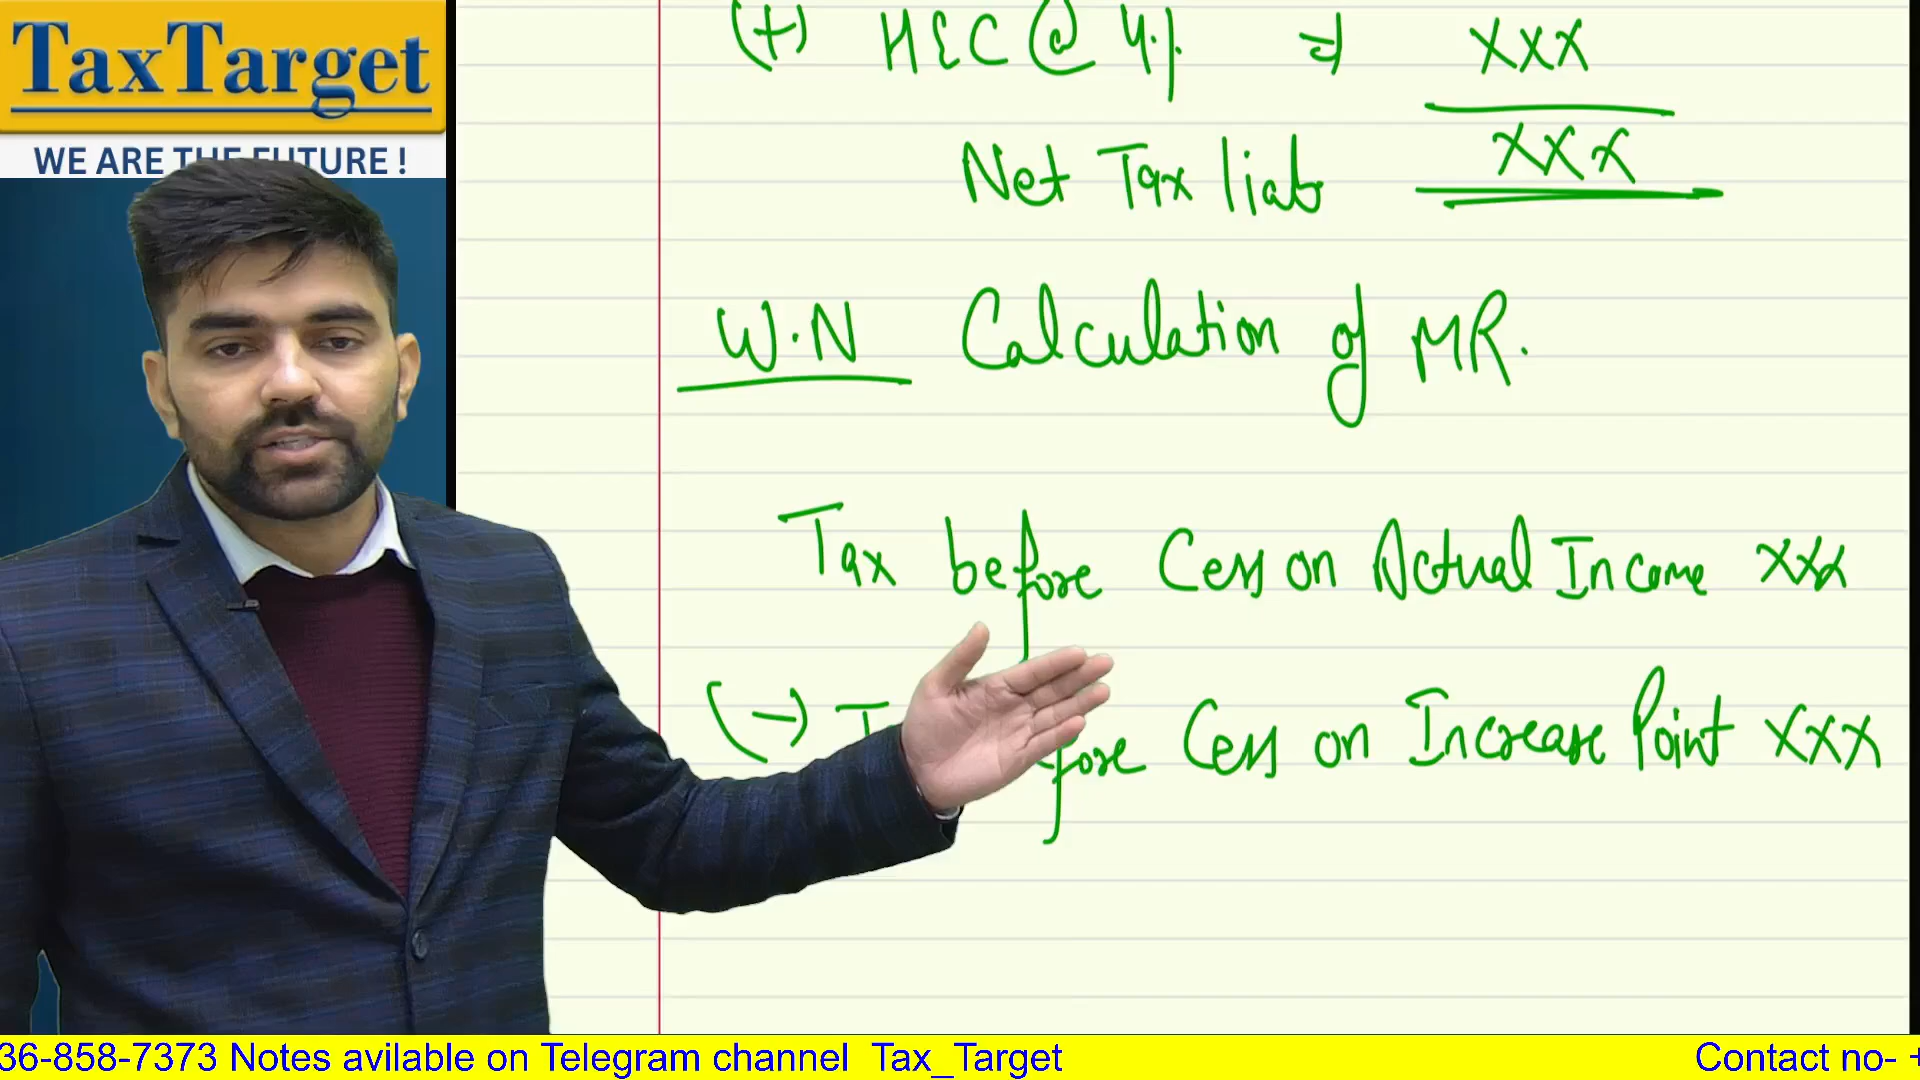 TaxTarget
WE ARE THE FUTURE !
(+) HEC @ 4% ⇒ XXX
Net Tax liab XXX
W.N Calculation of MR.
Tax before Cess on Actual Income XXX
(-) Cess on Increase Point XXX
36-858-7373 Notes avilable on Telegram channel Tax_Target Contact no- +